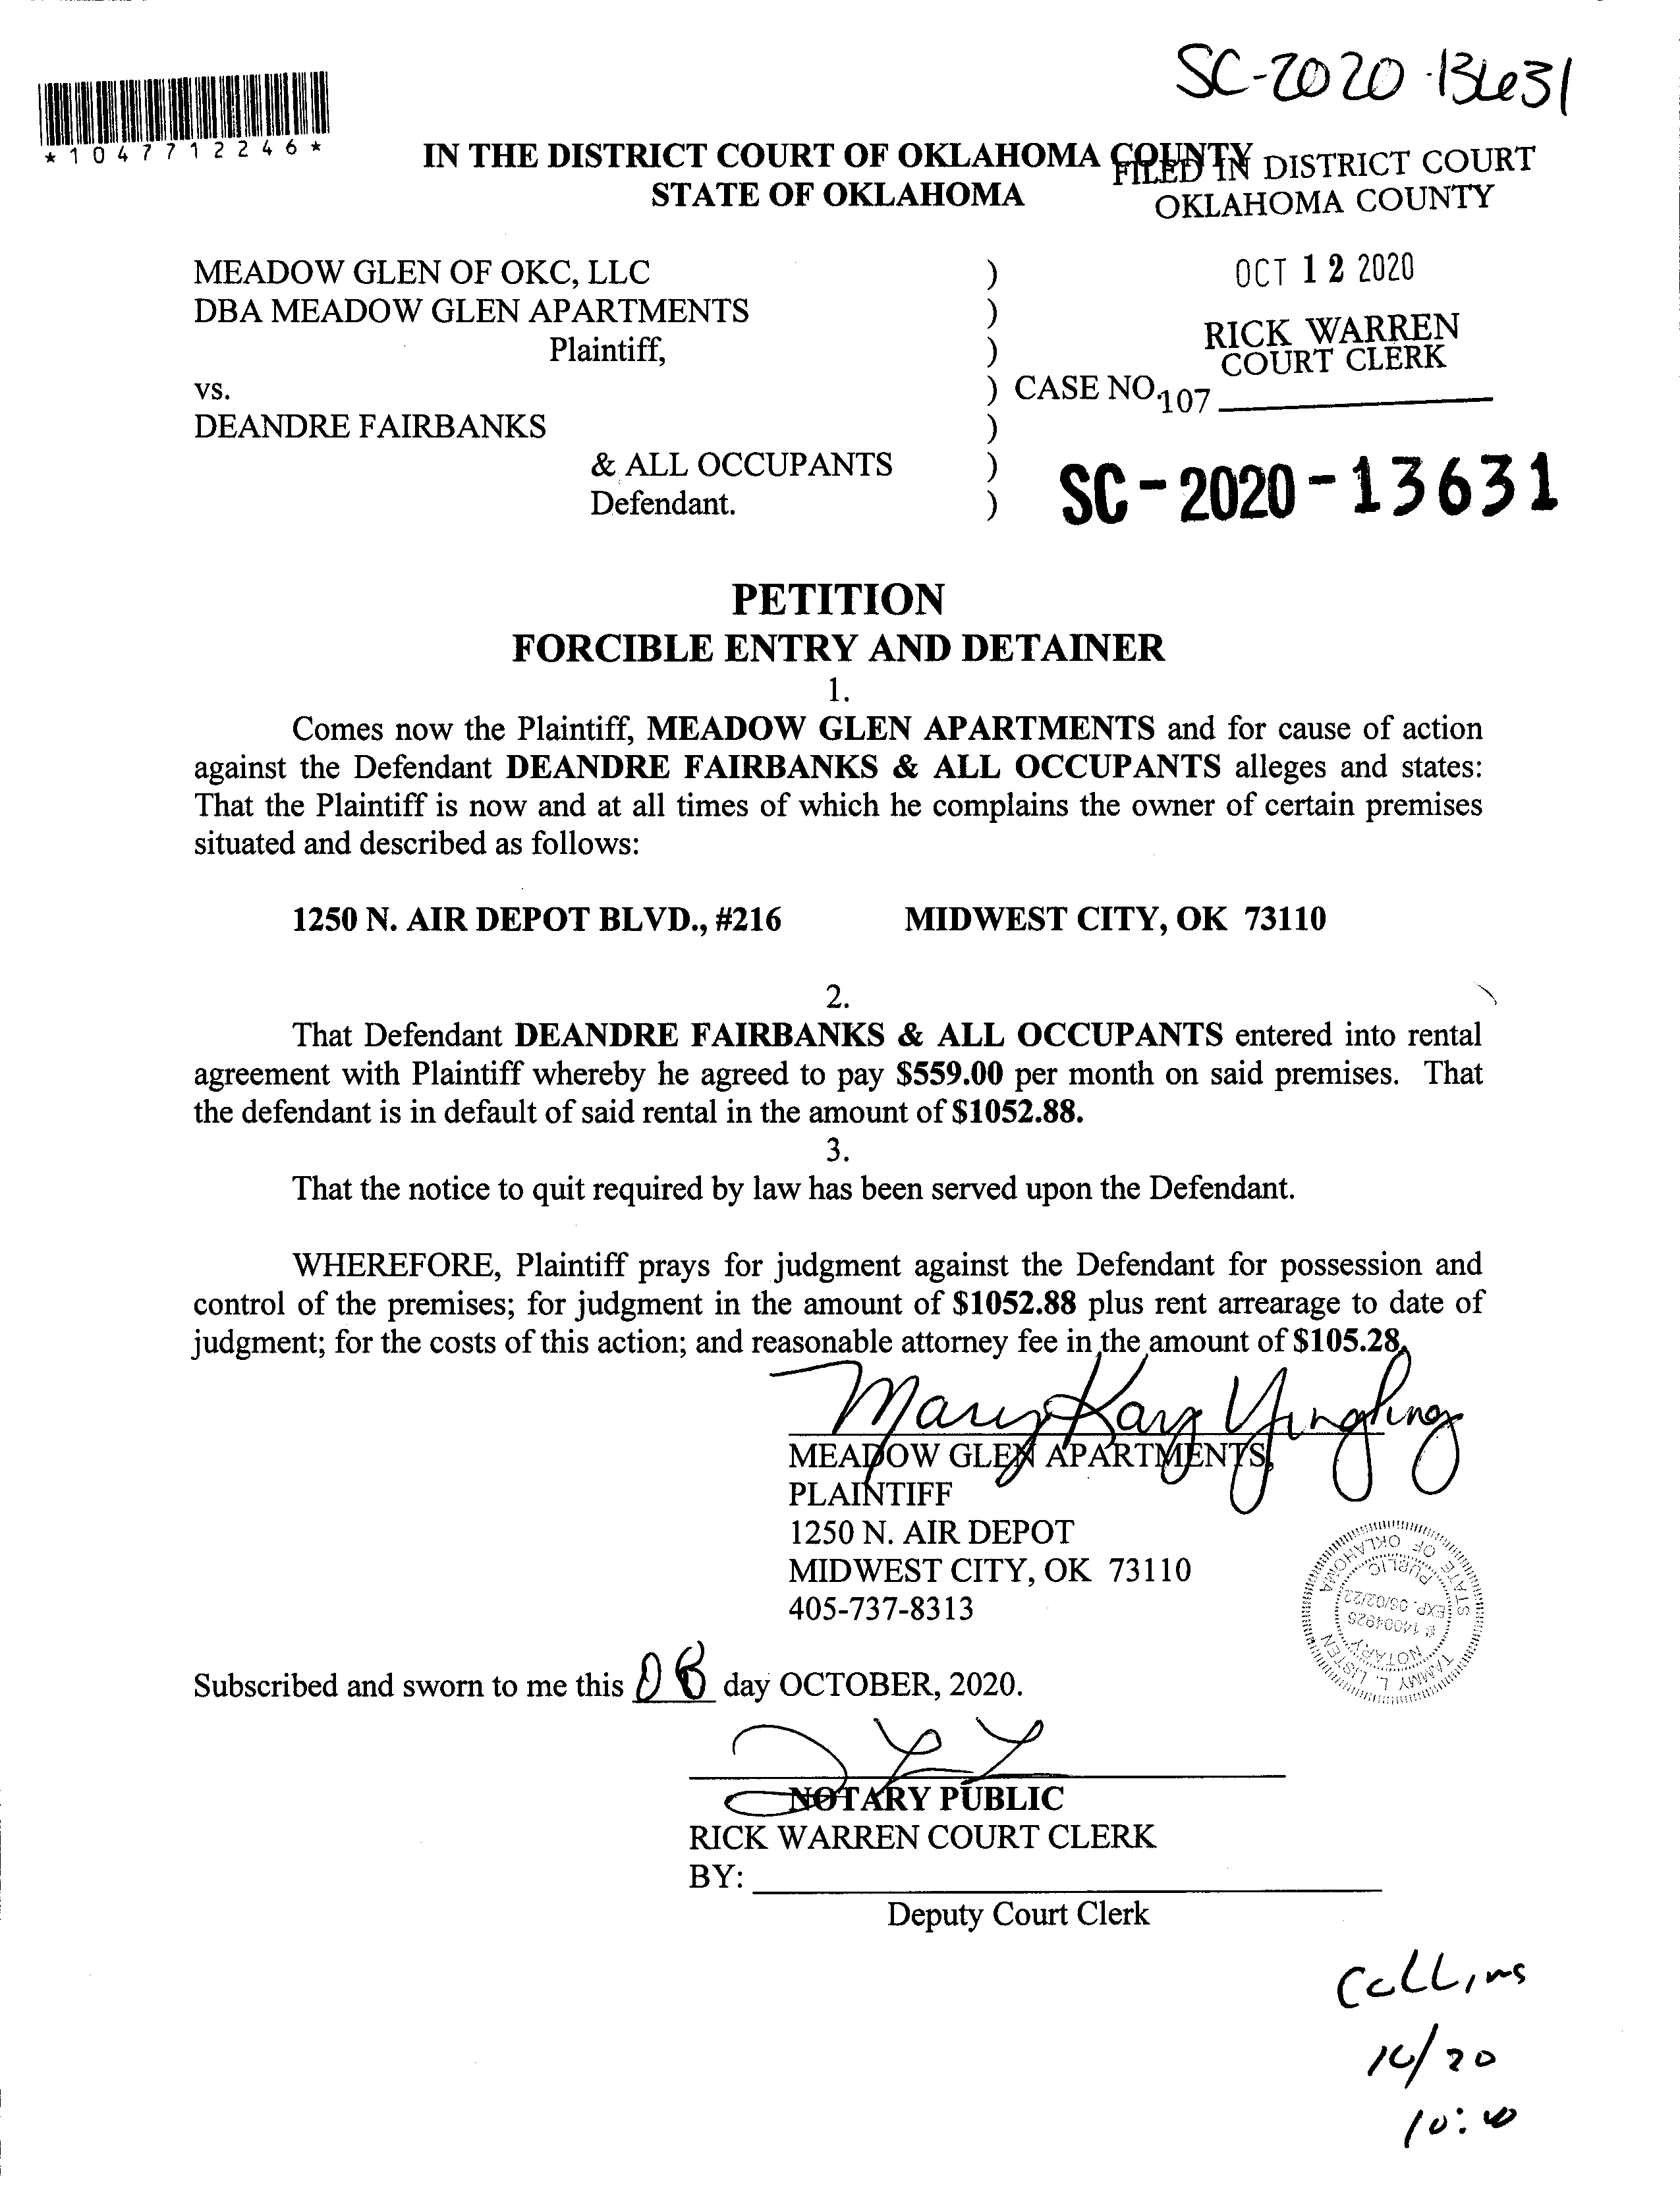 SC-2020-13631
*1047712246*
IN THE DISTRICT COURT OF OKLAHOMA COUNTY
STATE OF OKLAHOMA
FILED IN DISTRICT COURT
OKLAHOMA COUNTY
OCT 12 2020
RICK WARREN
COURT CLERK
107
MEADOW GLEN OF OKC, LLC )
DBA MEADOW GLEN APARTMENTS )
Plaintiff, )
vs. ) CASE NO.
DEANDRE FAIRBANKS )
& ALL OCCUPANTS )
Defendant. )
SC-2020-13631
PETITION
FORCIBLE ENTRY AND DETAINER
1.
Comes now the Plaintiff, MEADOW GLEN APARTMENTS and for cause of action
against the Defendant DEANDRE FAIRBANKS & ALL OCCUPANTS alleges and states:
That the Plaintiff is now and at all times of which he complains the owner of certain premises
situated and described as follows:
1250 N. AIR DEPOT BLVD., #216 MIDWEST CITY, OK 73110
2.
That Defendant DEANDRE FAIRBANKS & ALL OCCUPANTS entered into rental
agreement with Plaintiff whereby he agreed to pay $559.00 per month on said premises. That
the defendant is in default of said rental in the amount of $1052.88.
3.
That the notice to quit required by law has been served upon the Defendant.
WHEREFORE, Plaintiff prays for judgment against the Defendant for possession and
control of the premises; for judgment in the amount of $1052.88 plus rent arrearage to date of
judgment; for the costs of this action; and reasonable attorney fee in the amount of $105.28.
Mary Kay Yingling
MEADOW GLEN APARTMENTS,
PLAINTIFF
1250 N. AIR DEPOT
MIDWEST CITY, OK 73110
405-737-8313
TAMMY L. LISTEN
NOTARY
# 14004925
PUBLIC
STATE OF OKLAHOMA
Subscribed and sworn to me this 08 day OCTOBER, 2020.
NOTARY PUBLIC
RICK WARREN COURT CLERK
BY:
Deputy Court Clerk
Collins
10/20